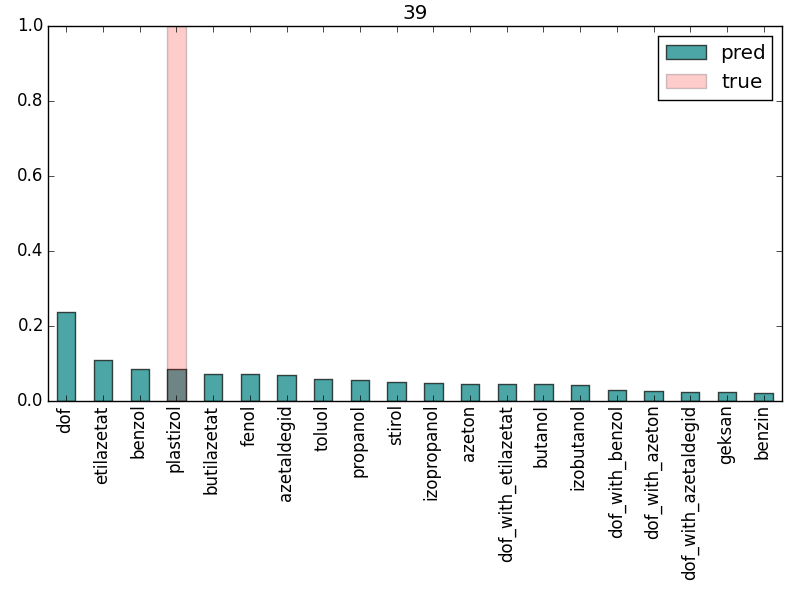 39
1.0
0.8
0.6
0.4
0.2
0.0
pred
true
dof
etilazetat
benzol
plastizol
butilazetat
fenol
azetaldegid
toluol
propanol
stirol
izopropanol
azeton
dof_with_etilazetat
butanol
izobutanol
dof_with_benzol
dof_with_azeton
dof_with_azetaldegid
geksan
benzin